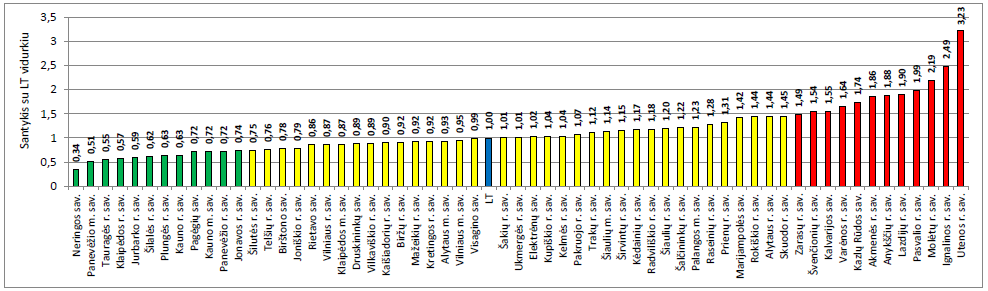 Santykis su LT vidurkiu
3,5
3
2,5
2
1,5
1
0,5
0
0,34
0,51
0,55
0,57
0,59
0,62
0,63
0,63
0,72
0,72
0,72
0,74
0,75
0,76
0,78
0,79
0,86
0,87
0,87
0,89
0,89
0,90
0,92
0,92
0,92
0,93
0,95
0,99
1,00
1,01
1,01
1,02
1,04
1,04
1,07
1,12
1,14
1,15
1,17
1,18
1,20
1,22
1,23
1,28
1,31
1,42
1,44
1,44
1,45
1,49
1,54
1,55
1,64
1,74
1,86
1,88
1,90
1,99
2,19
2,49
3,23
Neringos sav.
Panevėžio m. sav.
Tauragės r. sav.
Klaipėdos r. sav.
Jurbarko r. sav.
Šilalės r. sav.
Plungės r. sav.
Kauno r. sav.
Pagėgių sav.
Kauno m. sav.
Panevėžio r. sav.
Jonavos r. sav.
Šilutės r. sav.
Telšių r. sav.
Birštono sav.
Joniškio r. sav.
Rietavo sav.
Vilniaus r. sav.
Klaipėdos m. sav.
Druskininkų sav.
Vilkaviškio r. sav.
Kaišiadorių r. sav.
Biržų r. sav.
Mažeikių r. sav.
Kretingos r. sav.
Alytaus m. sav.
Vilniaus m. sav.
Visagino sav.
LT
Šakių r. sav.
Ukmergės r. sav.
Elektrėnų sav.
Kupiškio r. sav.
Kelmės r. sav.
Pakruojo r. sav.
Trakų r. sav.
Šiaulių m. sav.
Širvintų r. sav.
Kėdainių r. sav.
Radviliškio r. sav.
Šiaulių r. sav.
Šalčininkų r. sav.
Palangos m. sav.
Raseinių r. sav.
Prienų r. sav.
Marijampolės sav.
Rokiškio r. sav.
Alytaus r. sav.
Skuodo r. sav.
Zarasų r. sav.
Švenčionių r. sav.
Kalvarijos sav.
Varėnos r. sav.
Kazlų Rūdos sav.
Akmenės r. sav.
Anykščių r. sav.
Lazdijų r. sav.
Pasvalio r. sav.
Molėtų r. sav.
Ignalinos r. sav.
Utenos r. sav.